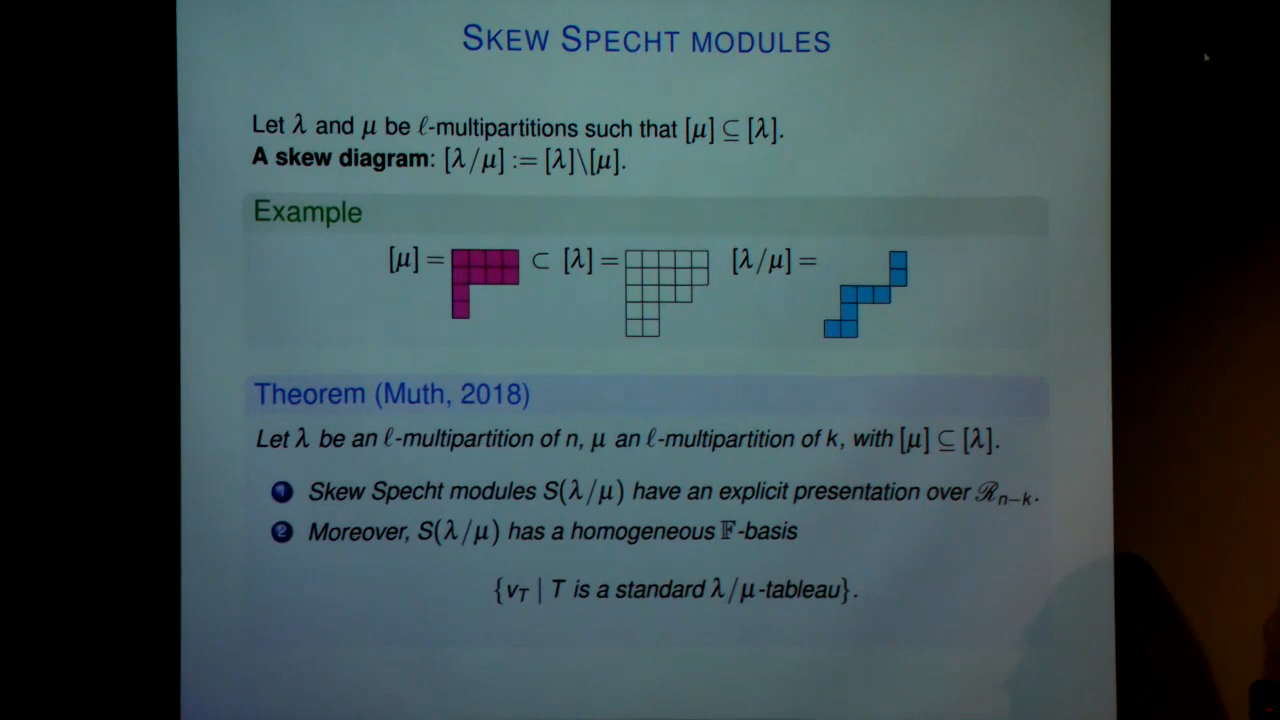 SKEW SPECHT MODULES
Let λ and μ be ℓ-multipartitions such that [μ] ⊆ [λ].
A skew diagram: [λ/μ] := [λ]\[μ].
Example
[μ] = ⊂ [λ] = [λ/μ] =
Theorem (Muth, 2018)
Let λ be an ℓ-multipartition of n, μ an ℓ-multipartition of k, with [μ] ⊆ [λ].
1 Skew Specht modules S(λ/μ) have an explicit presentation over ℛₙ₋ₖ.
2 Moreover, S(λ/μ) has a homogeneous 𝔽-basis
{v_T | T is a standard λ/μ-tableau}.